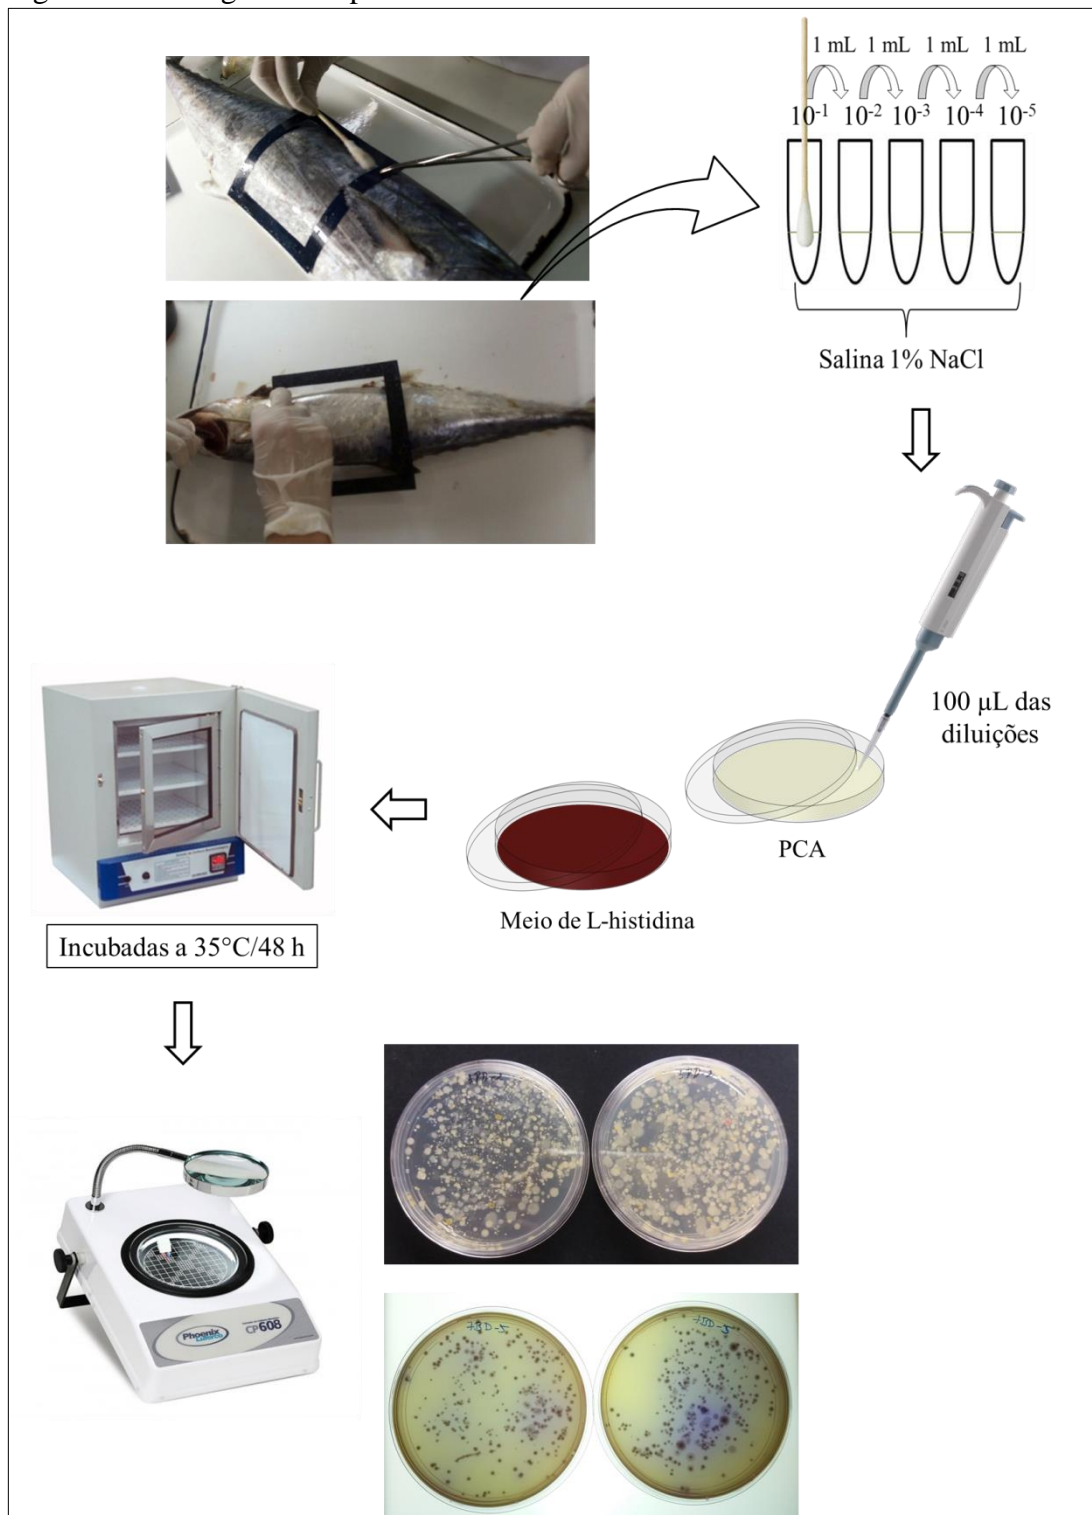 1 mL 1 mL 1 mL 1 mL
10⁻¹ 10⁻² 10⁻³ 10⁻⁴ 10⁻⁵
Salina 1% NaCl
100 μL das
diluições
PCA
Meio de L-histidina
Incubadas a 35°C/48 h
Phoenix
CP608